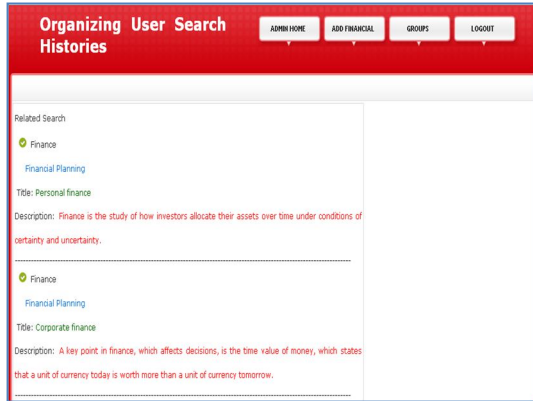 Organizing User Search
Histories
ADMIN HOME
ADD FINANCIAL
GROUPS
LOGOUT
Related Search
Finance
Financial Planning
Title: Personal finance
Description: Finance is the study of how investors allocate their assets over time under conditions of
certainty and uncertainty.
Finance
Financial Planning
Title: Corporate finance
Description: A key point in finance, which affects decisions, is the time value of money, which states
that a unit of currency today is worth more than a unit of currency tomorrow.